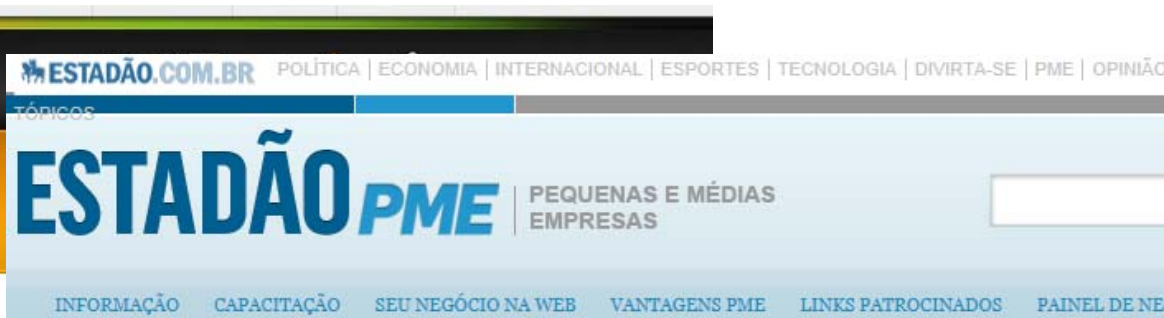 ESTADÃO.COM.BR POLÍTICA | ECONOMIA | INTERNACIONAL | ESPORTES | TECNOLOGIA | DIVIRTA-SE | PME | OPINIÃO
TÓPICOS
ESTADÃO PME PEQUENAS E MÉDIAS
EMPRESAS
INFORMAÇÃO CAPACITAÇÃO SEU NEGÓCIO NA WEB VANTAGENS PME LINKS PATROCINADOS PAINEL DE NE